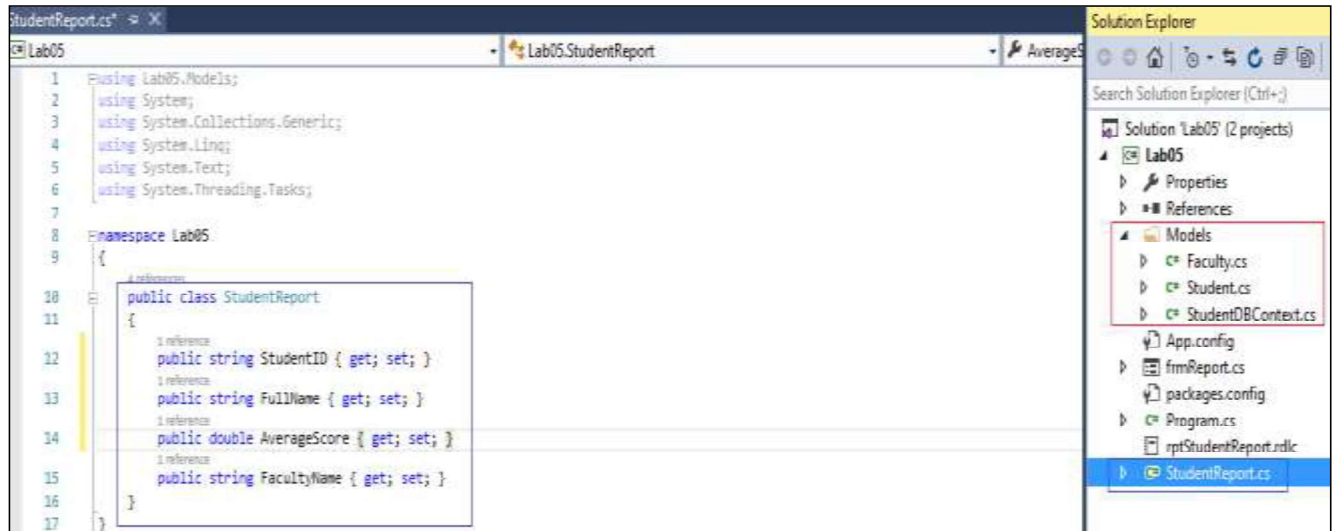 StudentReport.cs*
Lab05
Lab05.StudentReport
AverageS
1 using Lab05.Models;
2 using System;
3 using System.Collections.Generic;
4 using System.Linq;
5 using System.Text;
6 using System.Threading.Tasks;
7
8 namespace Lab05
9 {
4 references
10 public class StudentReport
11 {
1 reference
12 public string StudentID { get; set; }
1 reference
13 public string FullName { get; set; }
1 reference
14 public double AverageScore { get; set; }
1 reference
15 public string FacultyName { get; set; }
16 }
17 }
Solution Explorer
Search Solution Explorer (Ctrl+;)
Solution 'Lab05' (2 projects)
C# Lab05
Properties
References
Models
C# Faculty.cs
C# Student.cs
C# StudentDBContext.cs
App.config
frmReport.cs
packages.config
C# Program.cs
rptStudentReport.rdlc
C# StudentReport.cs